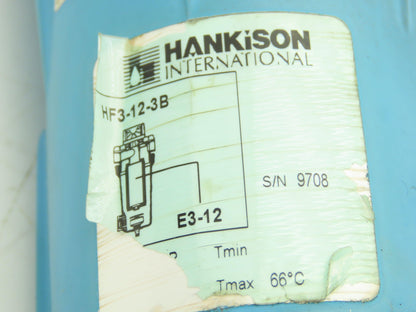 HANKiSON
INTERNATIONAL
HF3-12-3B
S/N 9708
E3-12
Tmin
Tmax 66°C